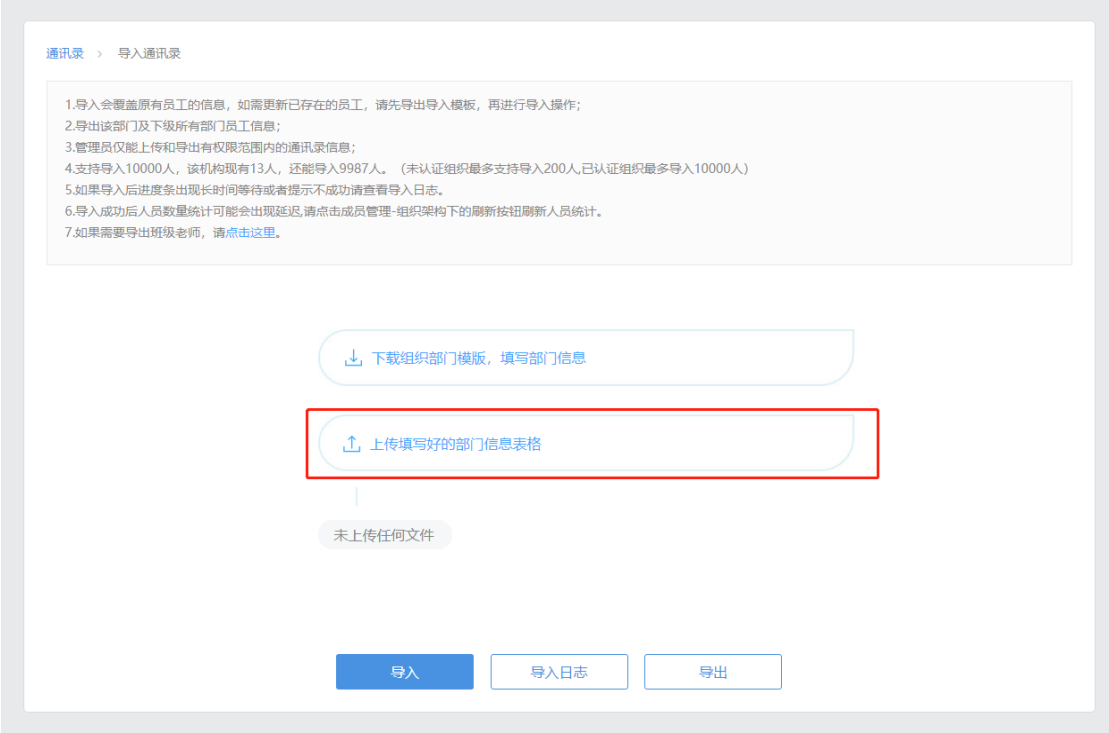 通讯录 > 导入通讯录
1.导入会覆盖原有员工的信息，如需更新已存在的员工，请先导出导入模板，再进行导入操作；
2.导出该部门及下级所有部门员工信息；
3.管理员仅能上传和导出有权限范围内的通讯录信息；
4.支持导入10000人，该机构现有13人，还能导入9987人。（未认证组织最多支持导入200人,已认证组织最多导入10000人）
5.如果导入后进度条出现长时间等待或者提示不成功请查看导入日志。
6.导入成功后人员数量统计可能会出现延迟,请点击成员管理-组织架构下的刷新按钮刷新人员统计。
7.如果需要导出班级老师，请点击这里。
下载组织部门模版，填写部门信息
上传填写好的部门信息表格
未上传任何文件
导入 导入日志 导出